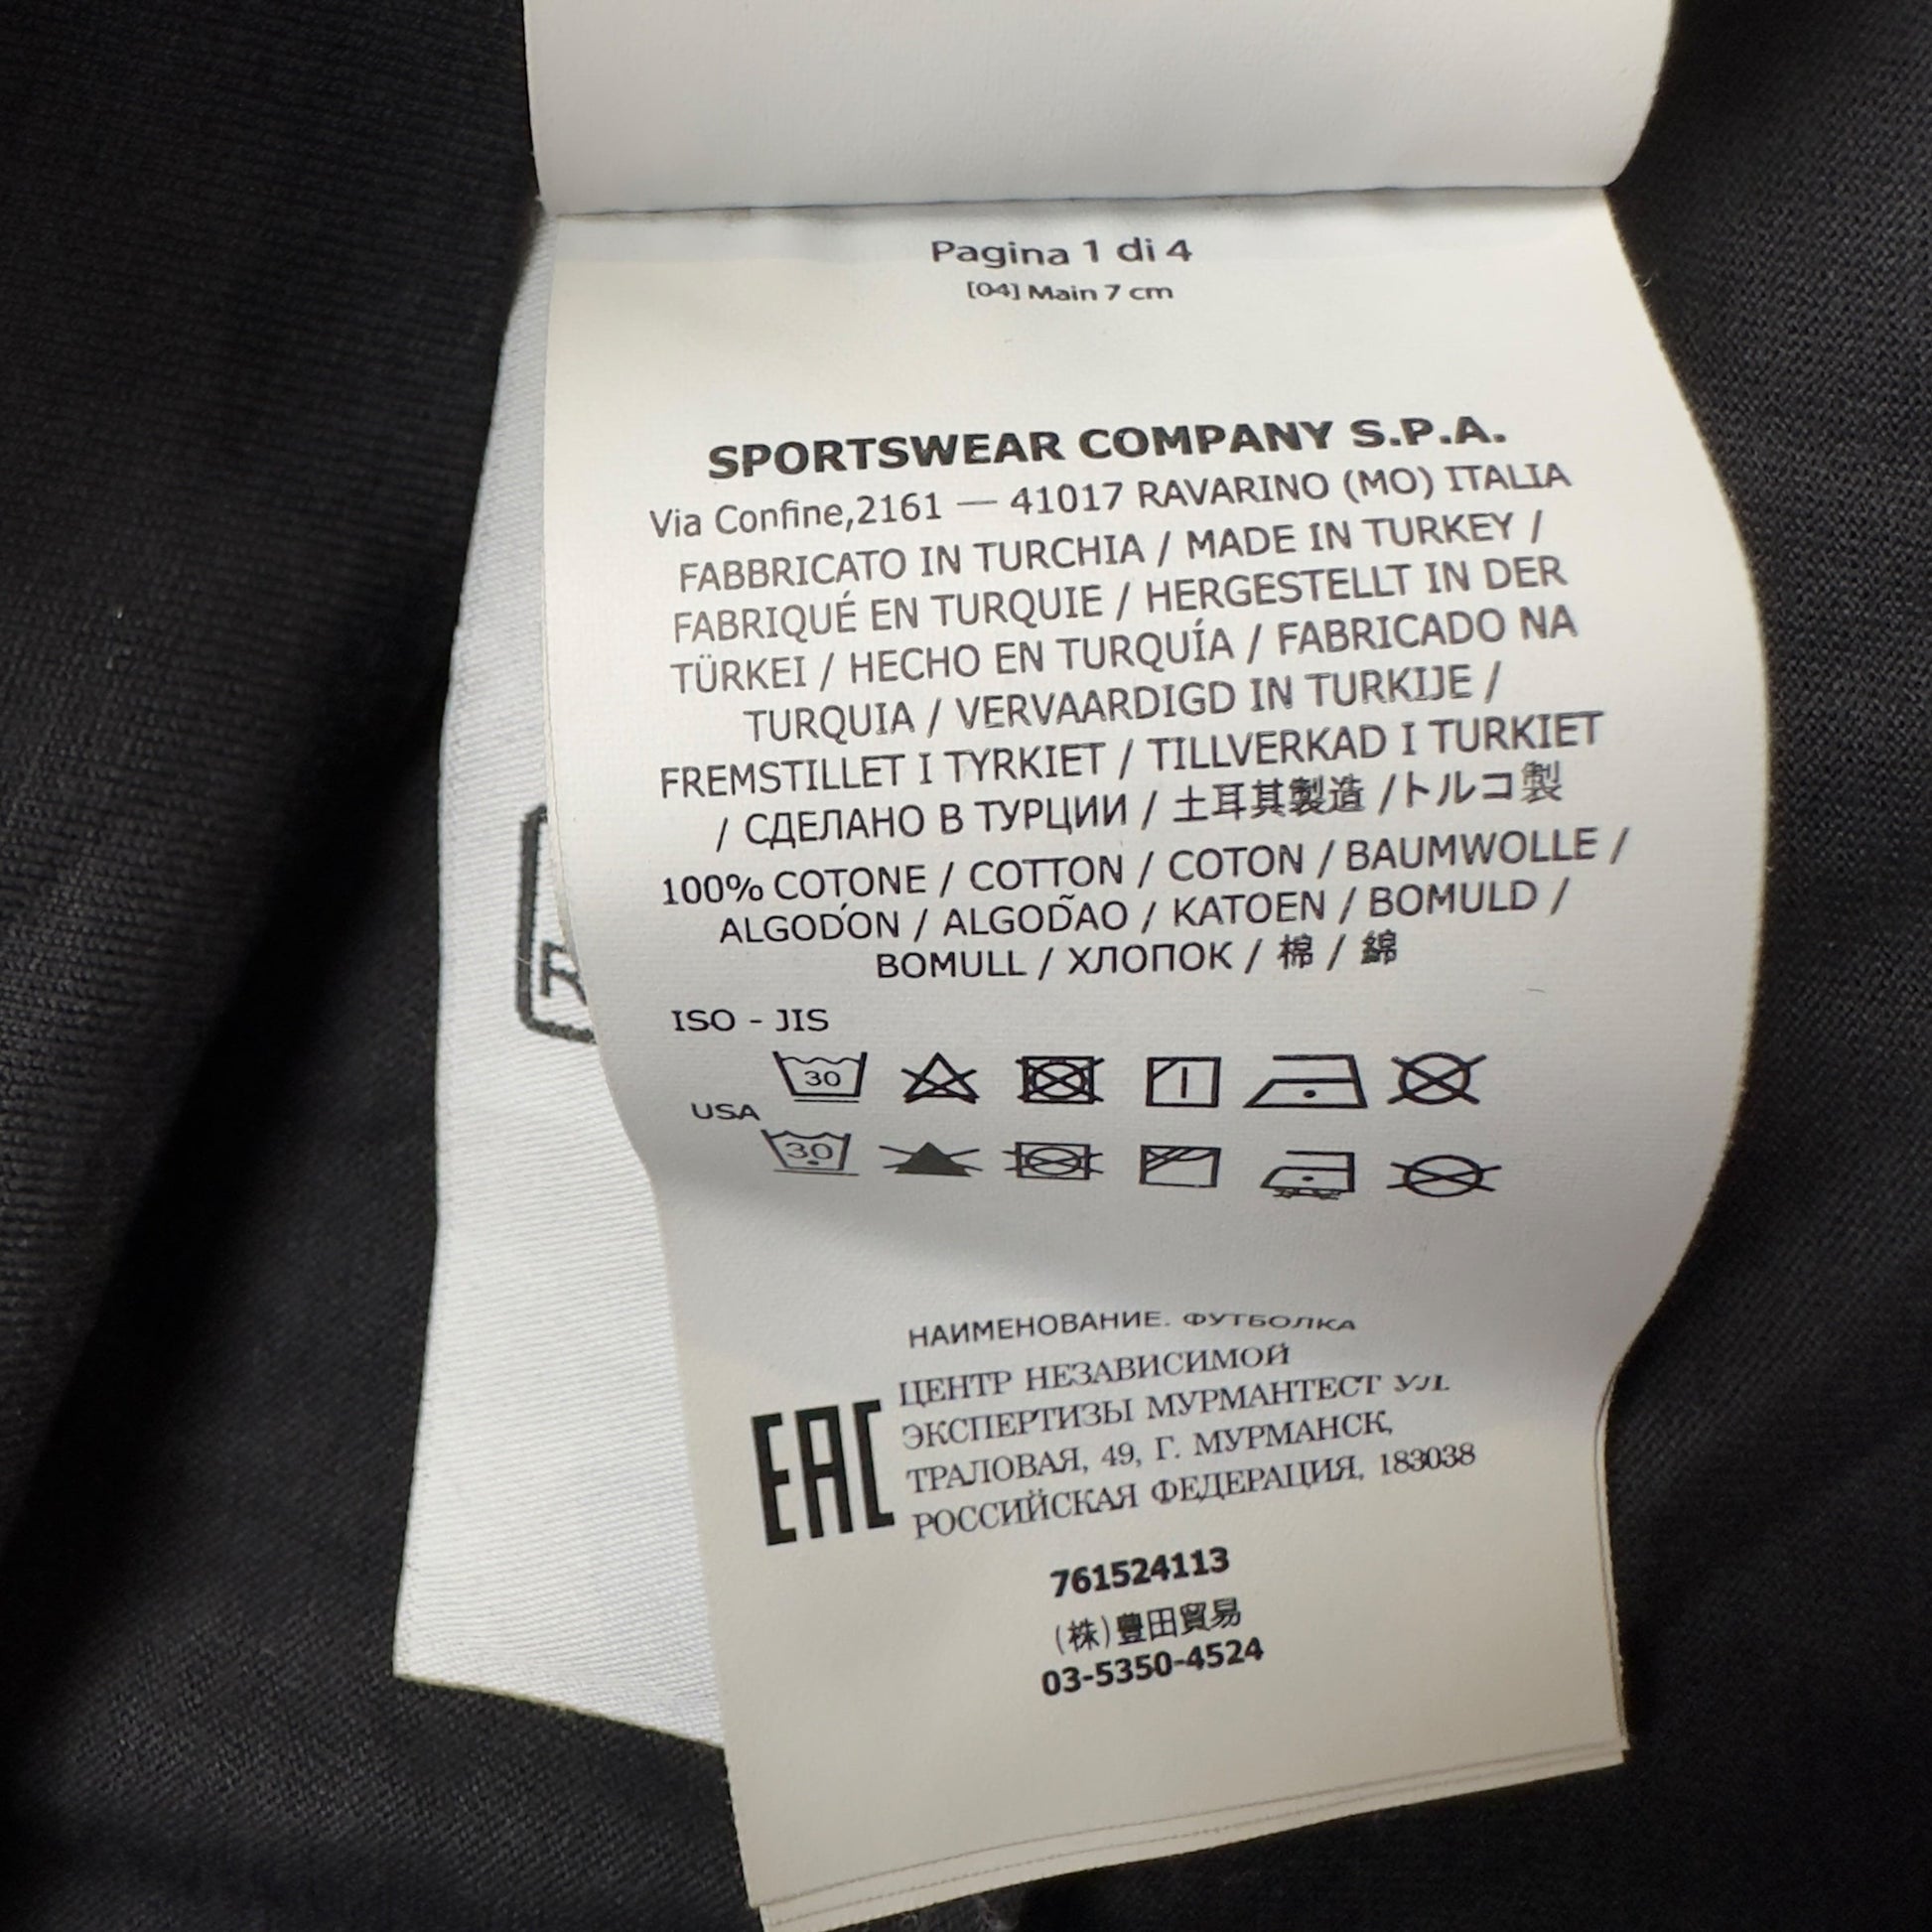 Pagina 1 di 4
[04] Main 7 cm
SPORTSWEAR COMPANY S.P.A.
Via Confine,2161 — 41017 RAVARINO (MO) ITALIA
FABBRICATO IN TURCHIA / MADE IN TURKEY /
FABRIQUÉ EN TURQUIE / HERGESTELLT IN DER
TÜRKEI / HECHO EN TURQUÍA / FABRICADO NA
TURQUIA / VERVAARDIGD IN TURKIJE /
FREMSTILLET I TYRKIET / TILLVERKAD I TURKIET
/ СДЕЛАНО В ТУРЦИИ / 土耳其製造 /トルコ製
100% COTONE / COTTON / COTON / BAUMWOLLE /
ALGODÓN / ALGODÃO / KATOEN / BOMULD /
BOMULL / ХЛОПОК / 棉 / 綿
ISO - JIS
30
USA
30
НАИМЕНОВАНИЕ. ФУТБОЛКА
ЦЕНТР НЕЗАВИСИМОЙ
ЭКСПЕРТИЗЫ МУРМАНТЕСТ УЛ.
ТРАЛОВАЯ, 49, Г. МУРМАНСК,
РОССИЙСКАЯ ФЕДЕРАЦИЯ, 183038
EAC
761524113
(株)豊田貿易
03-5350-4524